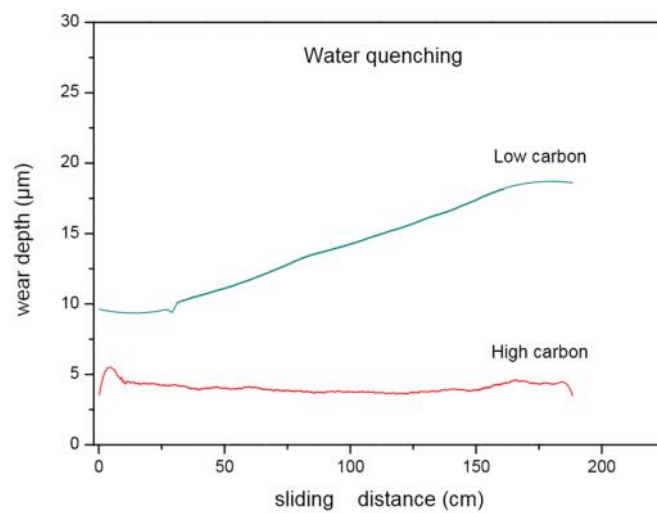 30
Water quenching
25
Low carbon
20
15
10
High carbon
5
0
0 50 100 150 200
wear depth (µm)
sliding distance (cm)